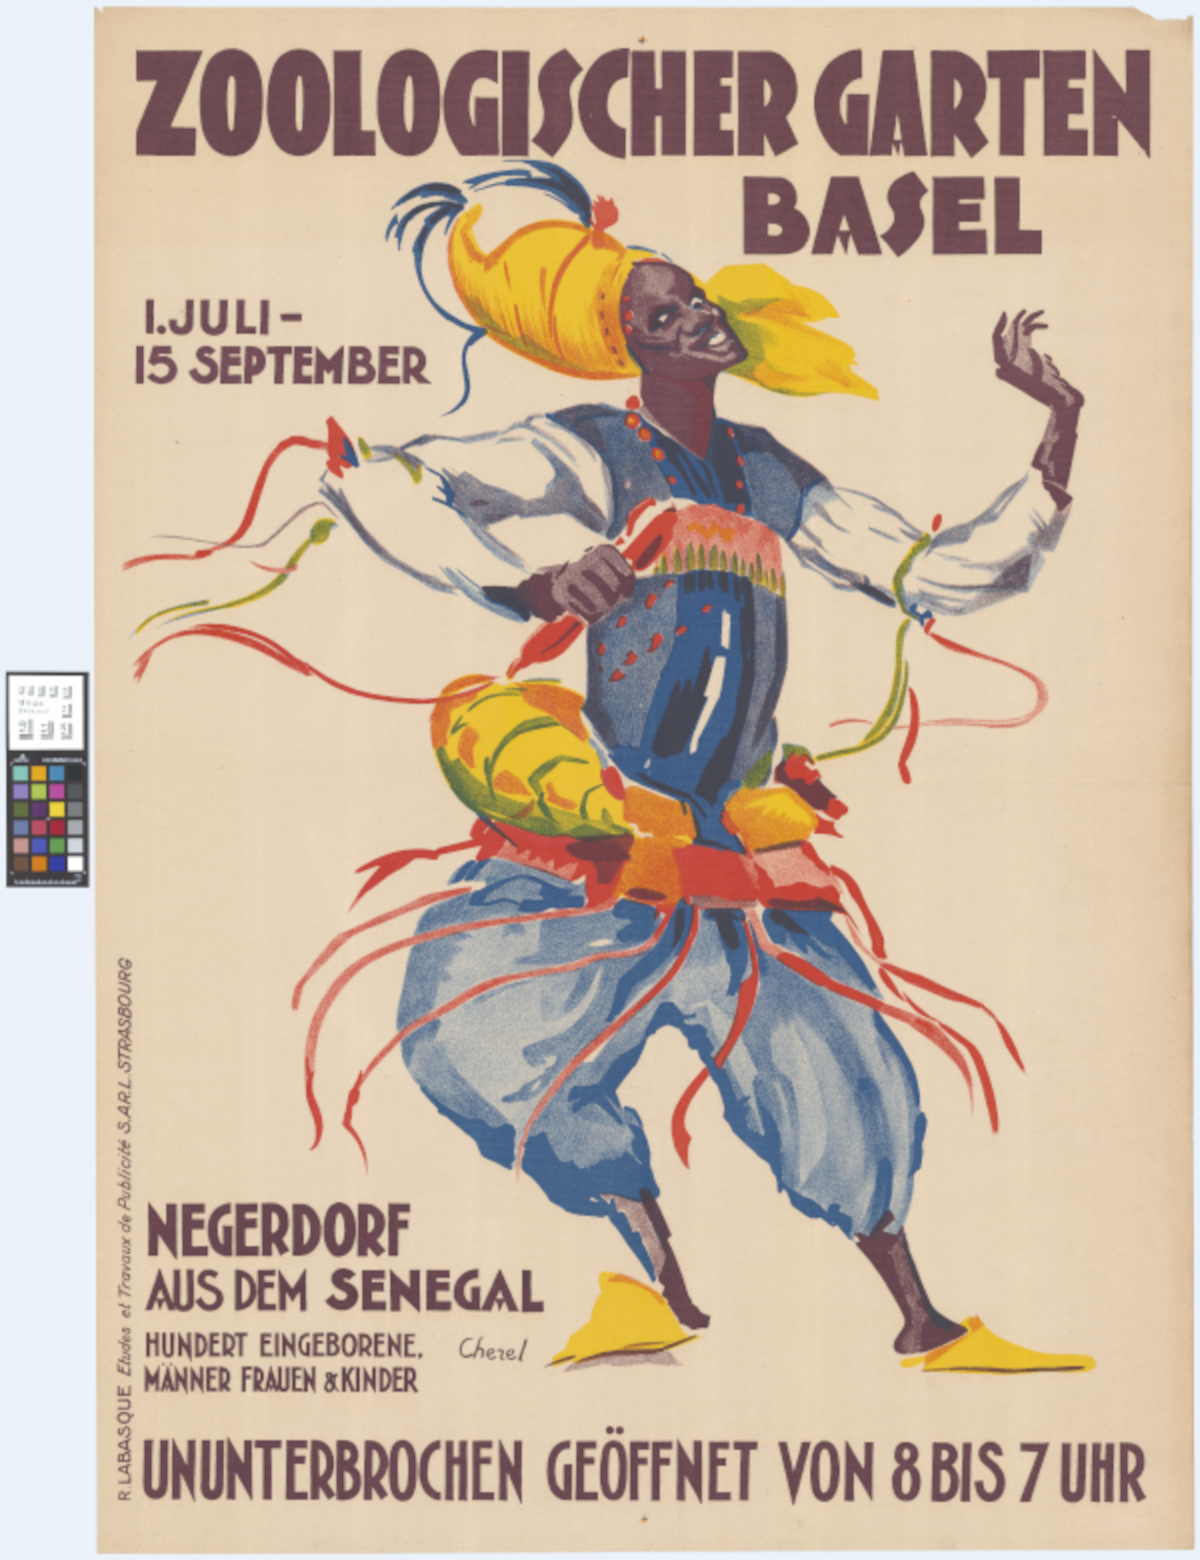 ZOOLOGISCHER GARTEN
BASEL
1. JULI –
15 SEPTEMBER
NEGERDORF
AUS DEM SENEGAL
HUNDERT EINGEBORENE,
MÄNNER FRAUEN & KINDER
Cherel
UNUNTERBROCHEN GEÖFFNET VON 8 BIS 7 UHR
R. LABASQUE Etudes et Travaux de Publicité S.A.R.L. STRASBOURG